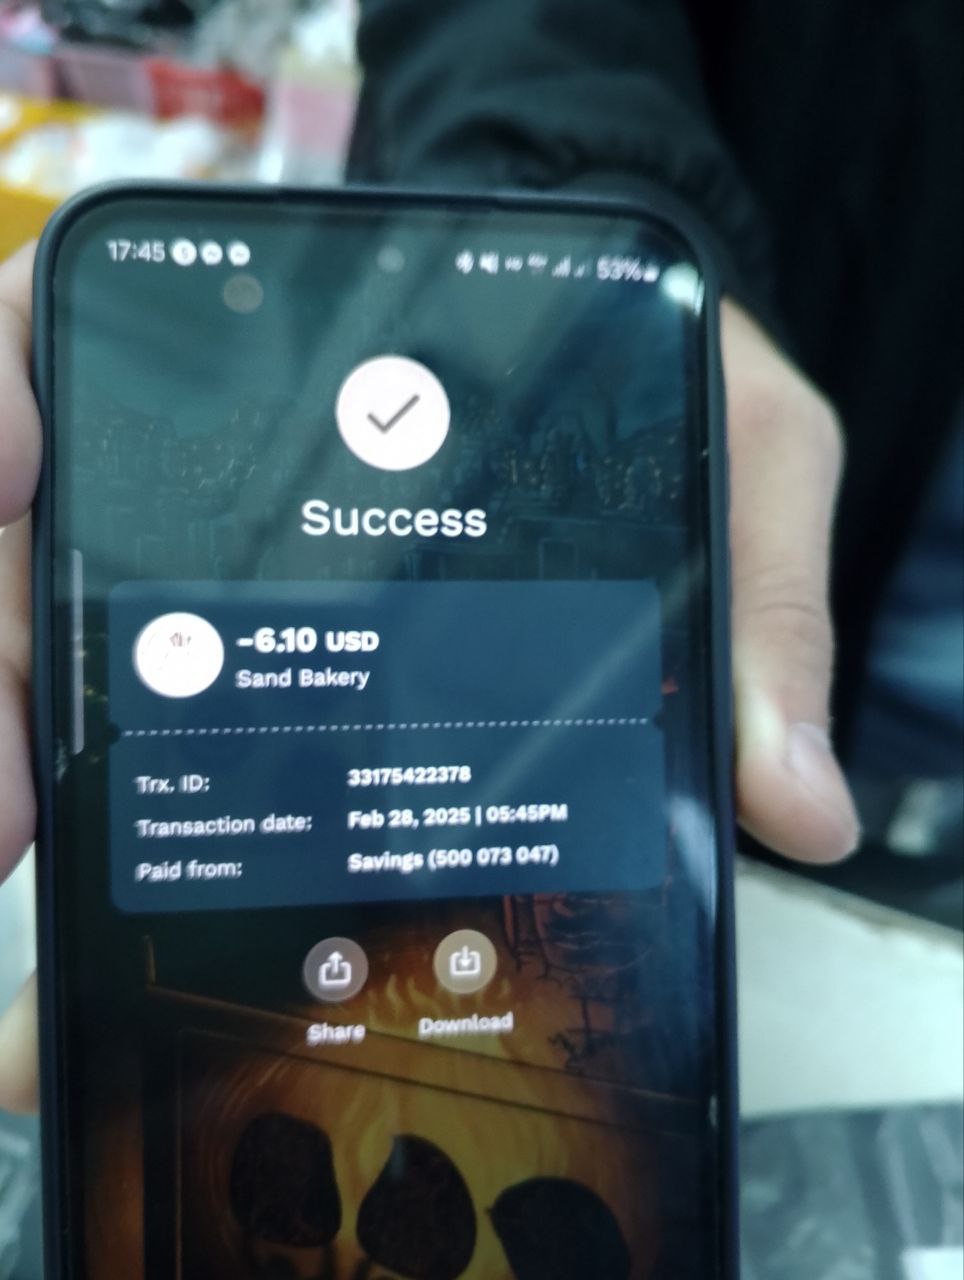 17:45
53%
Success
-6.10 USD
Sand Bakery
Trx. ID: 33175422378
Transaction date: Feb 28, 2025 | 05:45PM
Paid from: Savings (500 073 047)
Share Download